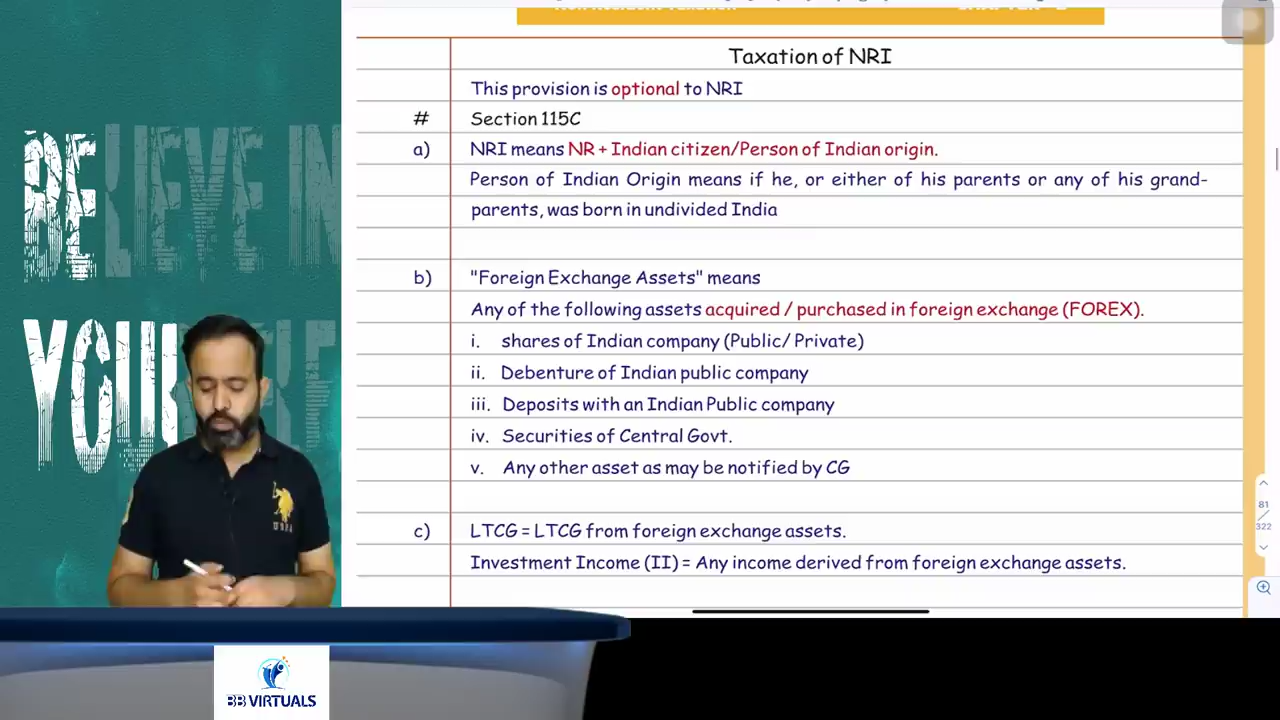 Taxation of NRI
This provision is optional to NRI
# Section 115C
a) NRI means NR + Indian citizen/Person of Indian origin.
Person of Indian Origin means if he, or either of his parents or any of his grand-
parents, was born in undivided India
b) "Foreign Exchange Assets" means
Any of the following assets acquired / purchased in foreign exchange (FOREX).
i. shares of Indian company (Public/ Private)
ii. Debenture of Indian public company
iii. Deposits with an Indian Public company
iv. Securities of Central Govt.
v. Any other asset as may be notified by CG
c) LTCG = LTCG from foreign exchange assets.
Investment Income (II) = Any income derived from foreign exchange assets.
81
322
BELIEVE IN
BB VIRTUALS